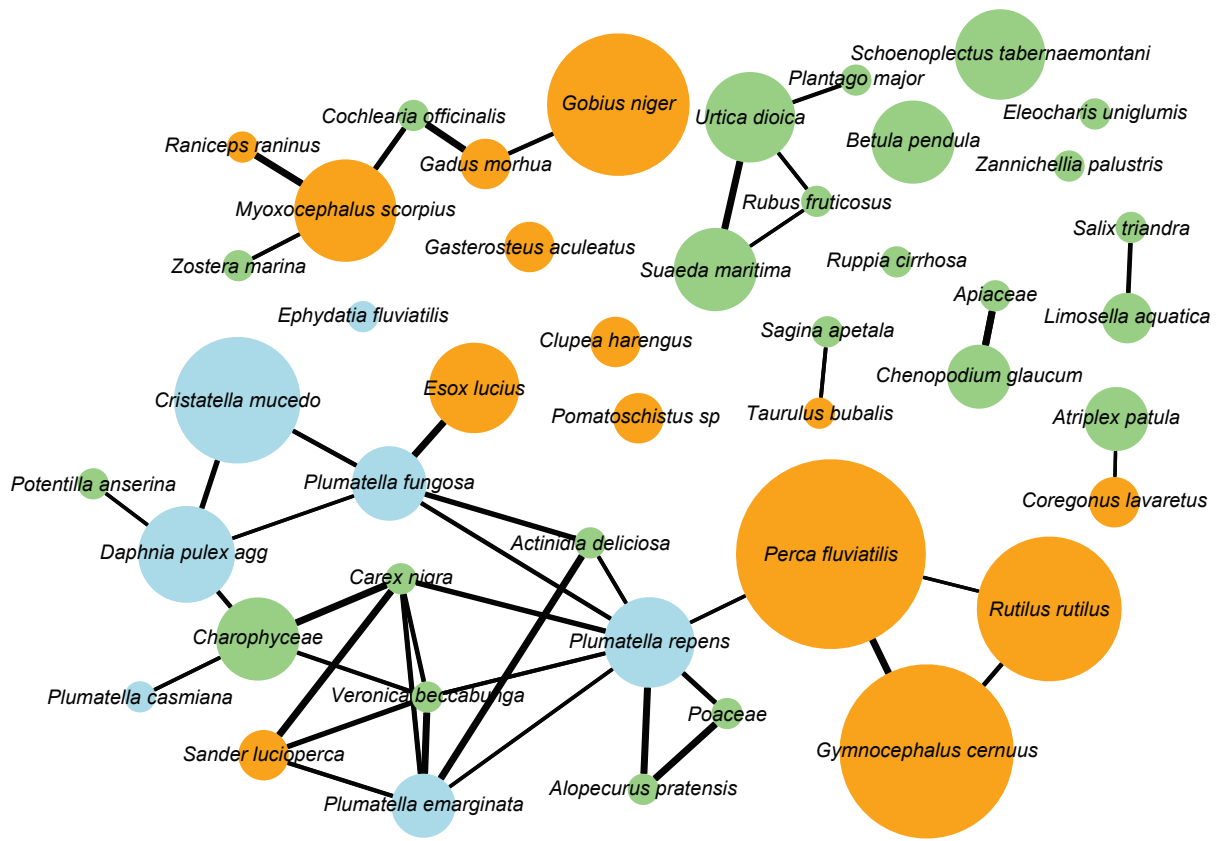 Schoenoplectus tabernaemontani
Plantago major
Gobius niger
Cochlearia officinalis
Urtica dioica
Eleocharis uniglumis
Raniceps raninus
Betula pendula
Gadus morhua
Zannichellia palustris
Rubus fruticosus
Myoxocephalus scorpius
Salix triandra
Gasterosteus aculeatus
Zostera marina
Suaeda maritima
Ruppia cirrhosa
Apiaceae
Ephydatia fluviatilis
Limosella aquatica
Sagina apetala
Clupea harengus
Chenopodium glaucum
Esox lucius
Cristatella mucedo
Pomatoschistus sp
Taurulus bubalis
Atriplex patula
Potentilla anserina
Plumatella fungosa
Coregonus lavaretus
Actinidia deliciosa
Daphnia pulex agg
Perca fluviatilis
Carex nigra
Rutilus rutilus
Charophyceae
Plumatella repens
Plumatella casmiana
Veronica beccabunga
Poaceae
Sander lucioperca
Gymnocephalus cernuus
Alopecurus pratensis
Plumatella emarginata